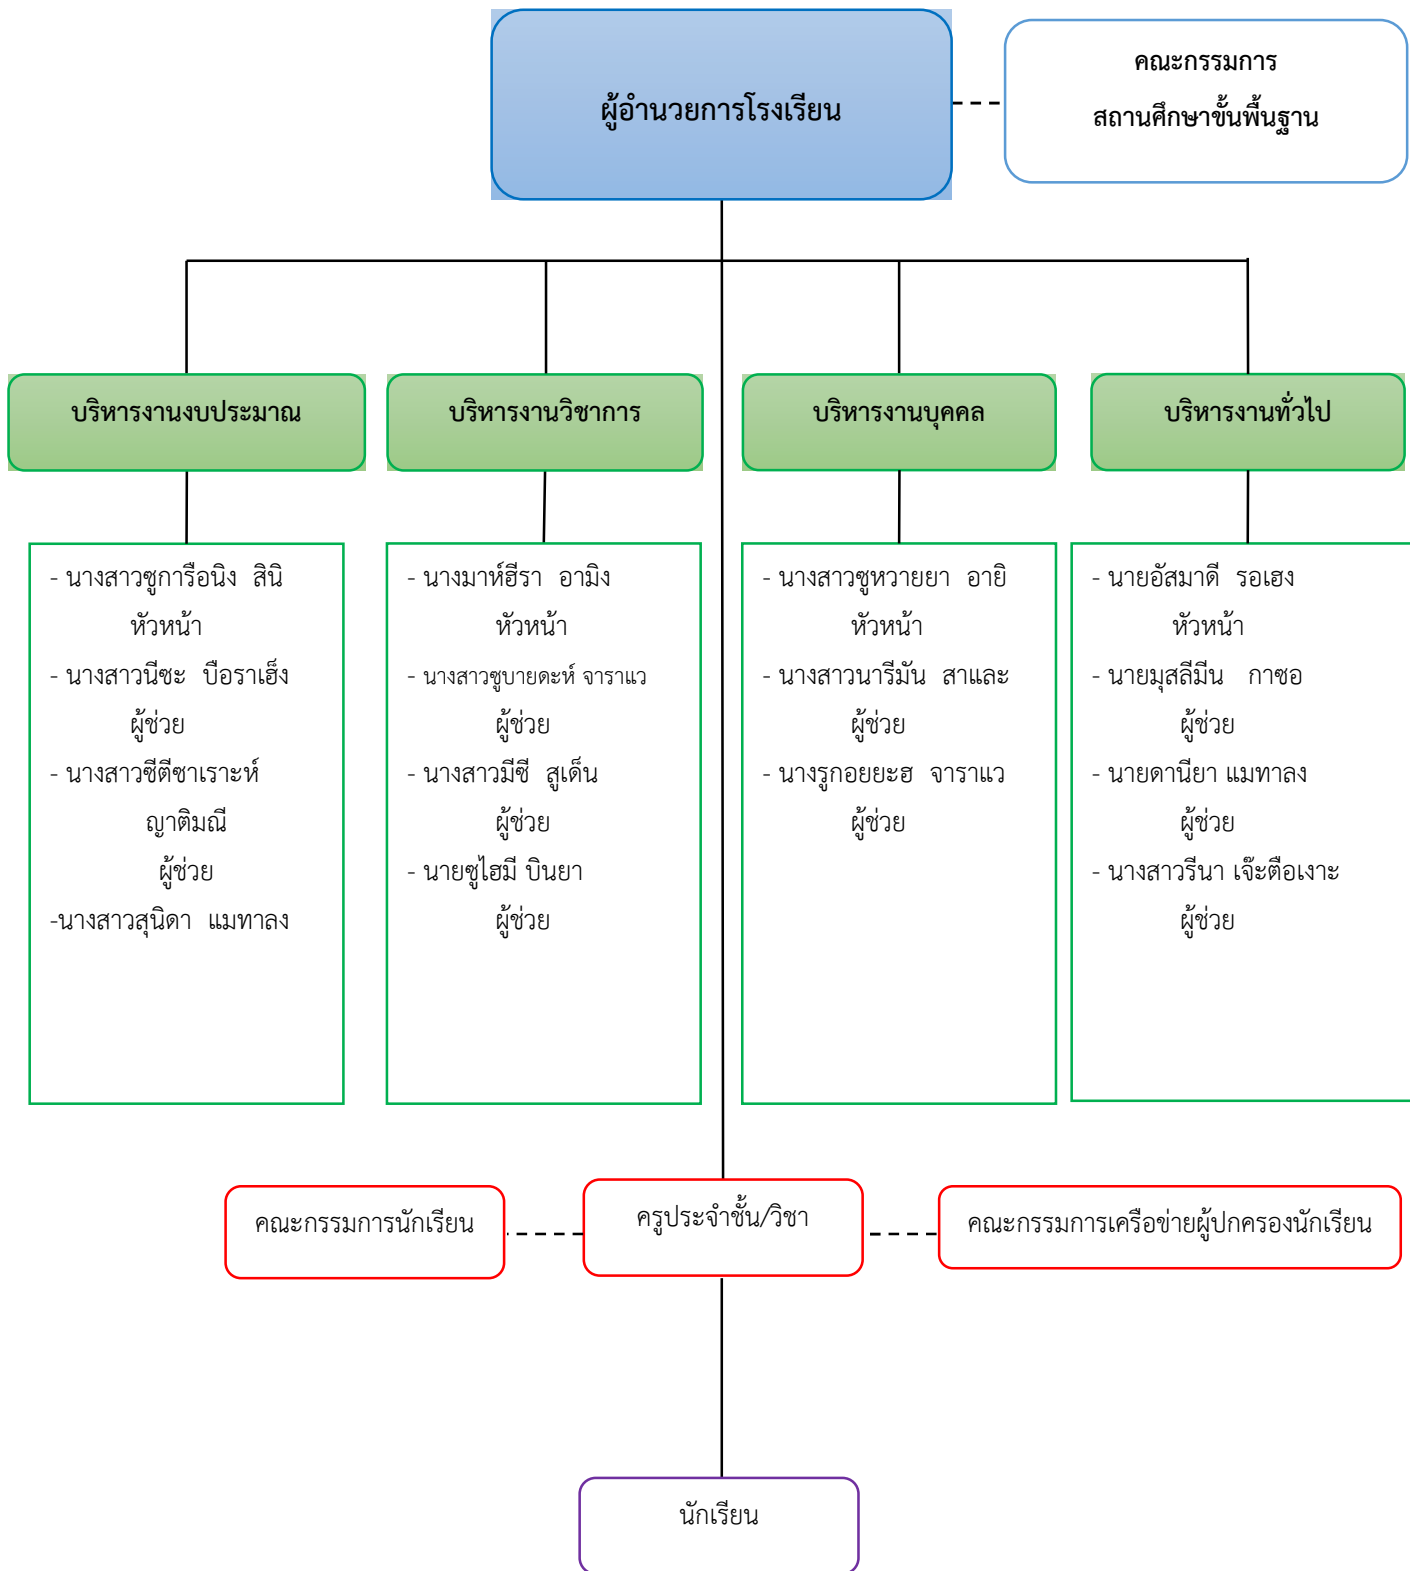 ผู้อำนวยการโรงเรียน
คณะกรรมการ
สถานศึกษาขั้นพื้นฐาน
บริหารงานงบประมาณ
บริหารงานวิชาการ
บริหารงานบุคคล
บริหารงานทั่วไป
- นางสาวซูการือนิง สินิ
หัวหน้า
- นางสาวนีซะ บือราเฮ็ง
ผู้ช่วย
- นางสาวซีตีซาเราะห์
ญาติมณี
ผู้ช่วย
-นางสาวสุนิดา แมทาลง
- นางมาห์ฮีรา อามิง
หัวหน้า
- นางสาวซูบายดะห์ จาราแว
ผู้ช่วย
- นางสาวมีซี สูเด็น
ผู้ช่วย
- นายซูไฮมี บินยา
ผู้ช่วย
- นางสาวซูหวายยา อายิ
หัวหน้า
- นางสาวนารีมัน สาและ
ผู้ช่วย
- นางรูกอยยะฮ จาราแว
ผู้ช่วย
- นายอัสมาดี รอเฮง
หัวหน้า
- นายมุสลีมีน กาซอ
ผู้ช่วย
- นายดานียา แมทาลง
ผู้ช่วย
- นางสาวรีนา เจ๊ะตือเงาะ
ผู้ช่วย
คณะกรรมการนักเรียน
ครูประจำชั้น/วิชา
คณะกรรมการเครือข่ายผู้ปกครองนักเรียน
นักเรียน